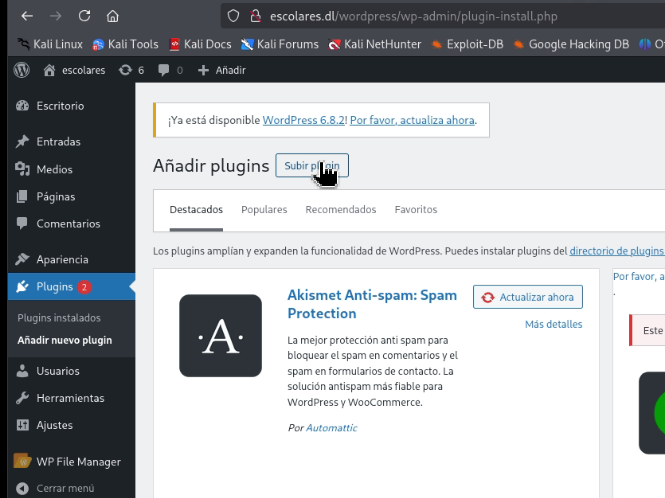 escolares.dl/wordpress/wp-admin/plugin-install.php
Kali Linux Kali Tools Kali Docs Kali Forums Kali NetHunter Exploit-DB Google Hacking DB
escolares 6 0 + Añadir
Escritorio
Entradas
Medios
Páginas
Comentarios
Apariencia
Plugins 2
Plugins instalados
Añadir nuevo plugin
Usuarios
Herramientas
Ajustes
WP File Manager
Cerrar menú
¡Ya está disponible WordPress 6.8.2! Por favor, actualiza ahora.
Añadir plugins Subir plugin
Destacados Populares Recomendados Favoritos
Los plugins amplían y expanden la funcionalidad de WordPress. Puedes instalar plugins del directorio de plugins
·A·
Akismet Anti-spam: Spam
Protection
Actualizar ahora
Más detalles
La mejor protección anti spam para
bloquear el spam en comentarios y el
spam en formularios de contacto. La
solución antispam más fiable para
WordPress y WooCommerce.
Por Automattic
Por favor, a
.
Este